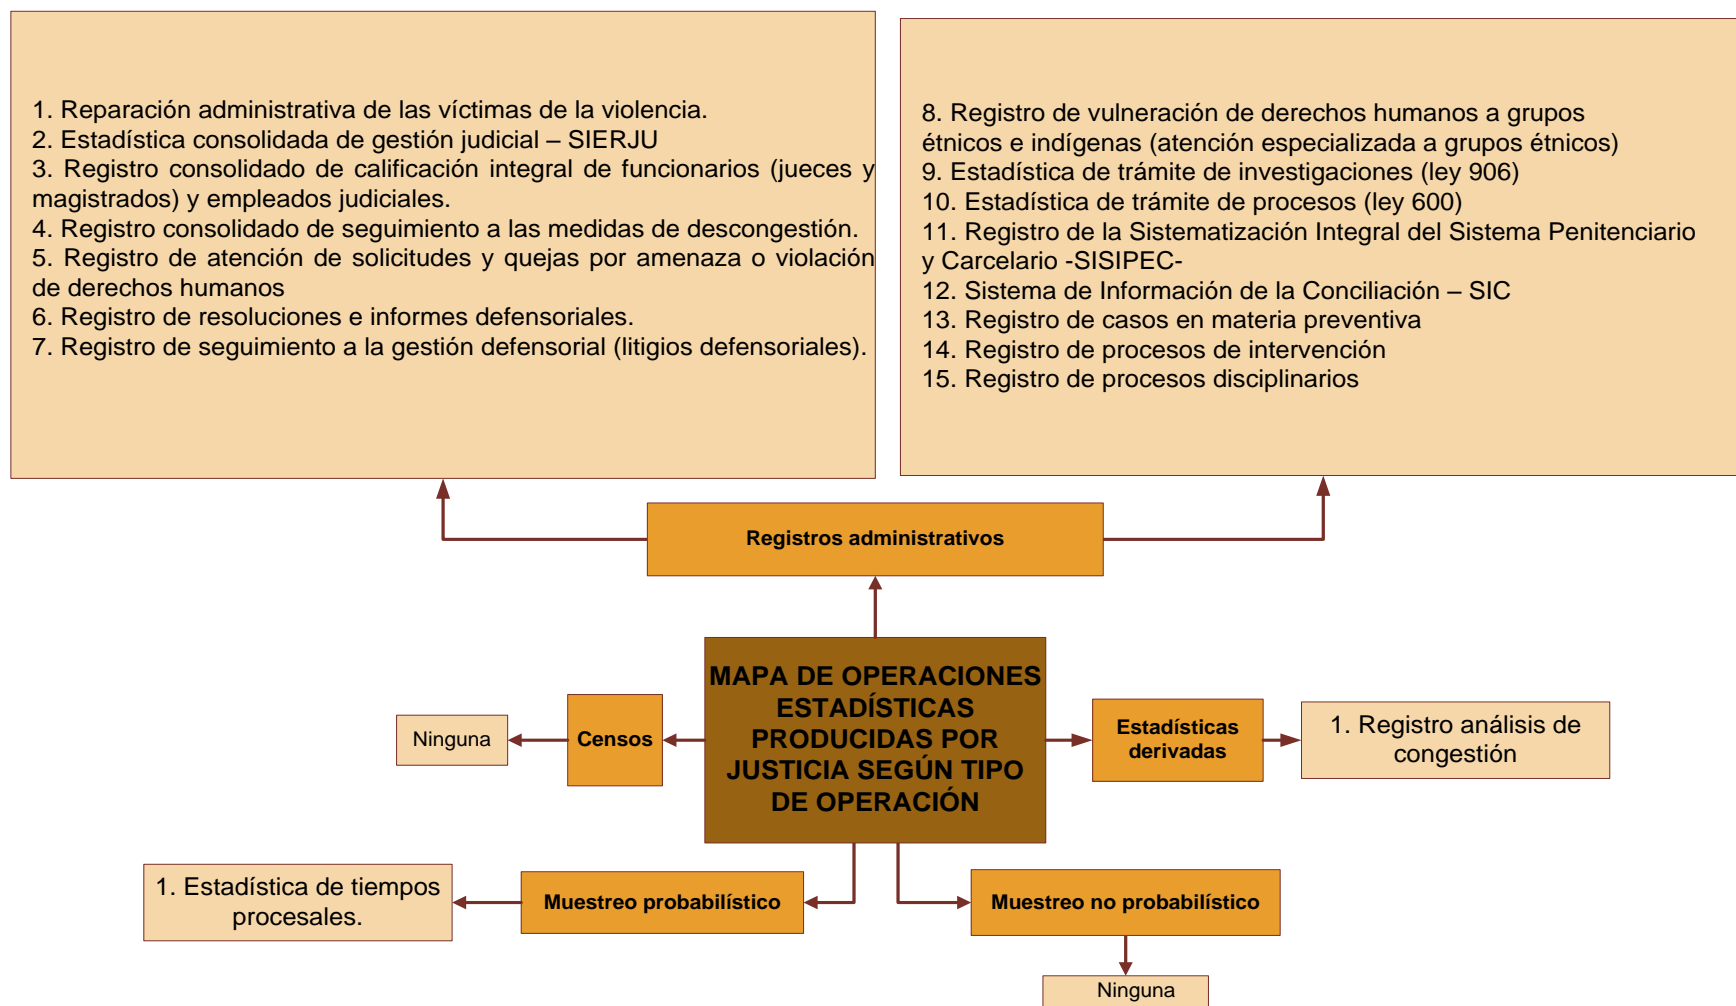 1. Reparación administrativa de las víctimas de la violencia.
2. Estadística consolidada de gestión judicial – SIERJU
3. Registro consolidado de calificación integral de funcionarios (jueces y
magistrados) y empleados judiciales.
4. Registro consolidado de seguimiento a las medidas de descongestión.
5. Registro de atención de solicitudes y quejas por amenaza o violación
de derechos humanos
6. Registro de resoluciones e informes defensoriales.
7. Registro de seguimiento a la gestión defensorial (litigios defensoriales).
8. Registro de vulneración de derechos humanos a grupos
étnicos e indígenas (atención especializada a grupos étnicos)
9. Estadística de trámite de investigaciones (ley 906)
10. Estadística de trámite de procesos (ley 600)
11. Registro de la Sistematización Integral del Sistema Penitenciario
y Carcelario -SISIPEC-
12. Sistema de Información de la Conciliación – SIC
13. Registro de casos en materia preventiva
14. Registro de procesos de intervención
15. Registro de procesos disciplinarios
Registros administrativos
MAPA DE OPERACIONES
ESTADÍSTICAS
PRODUCIDAS POR
JUSTICIA SEGÚN TIPO
DE OPERACIÓN
Censos
Ninguna
Estadísticas
derivadas
1. Registro análisis de
congestión
Muestreo probabilístico
1. Estadística de tiempos
procesales.
Muestreo no probabilístico
Ninguna